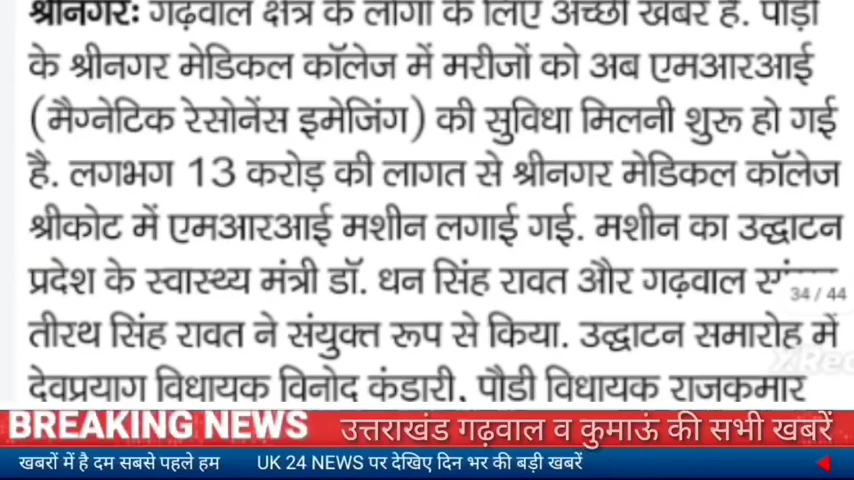 श्रीनगर: गढ़वाल क्षेत्र के लोगों के लिए अच्छी खबर है. पौड़ी
के श्रीनगर मेडिकल कॉलेज में मरीजों को अब एमआरआई
(मैग्नेटिक रेसोनेंस इमेजिंग) की सुविधा मिलनी शुरू हो गई
है. लगभग 13 करोड़ की लागत से श्रीनगर मेडिकल कॉलेज
श्रीकोट में एमआरआई मशीन लगाई गई. मशीन का उद्घाटन
प्रदेश के स्वास्थ्य मंत्री डॉ. धन सिंह रावत और गढ़वाल
34 / 44
तीरथ सिंह रावत ने संयुक्त रूप से किया. उद्घाटन समारोह में
देवप्रयाग विधायक विनोद कंडारी, पौड़ी विधायक राजकमार
BREAKING NEWS उत्तराखंड गढ़वाल व कुमाऊं की सभी खबरें
खबरों में है दम सबसे पहले हम UK 24 NEWS पर देखिए दिन भर की बड़ी खबरें